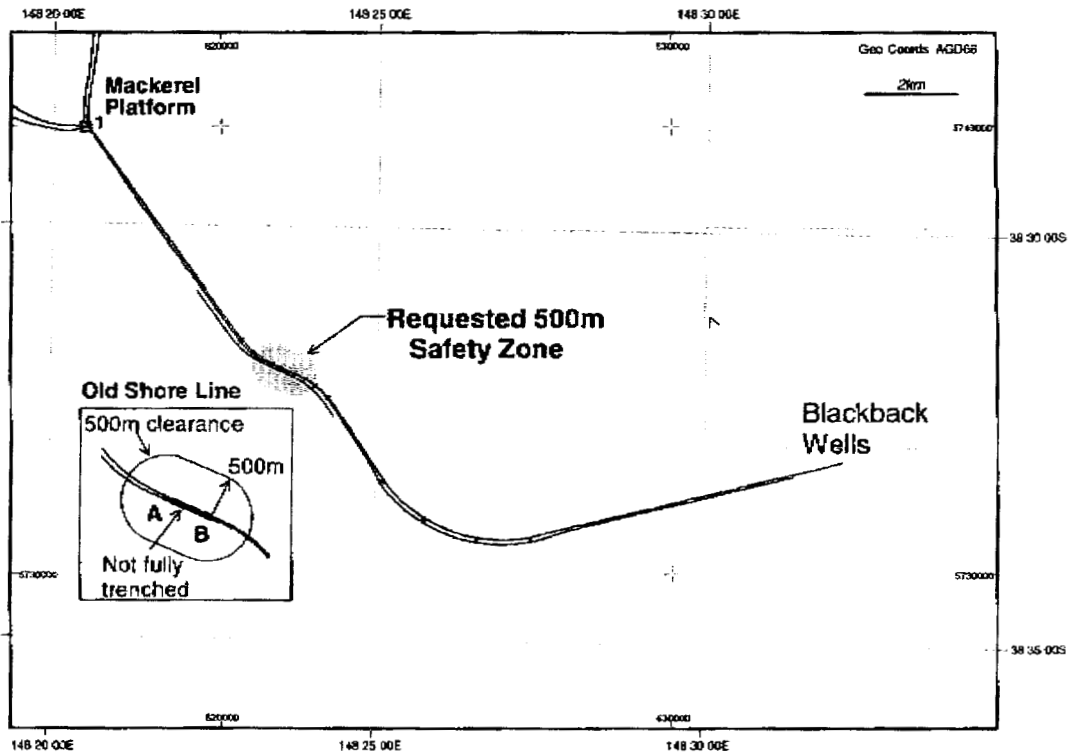 148 20 00E
148 25 00E
148 30 00E
620000
630000
Geo Coords AGD66
2km
Mackerel
Platform
1
5740000
38 30 00S
Requested 500m
Safety Zone
Old Shore Line
500m clearance
500m
A
B
Not fully
trenched
Blackback
Wells
5730000
5730000
38 35 00S
620000
630000
148 20 00E
148 25 00E
148 30 00E